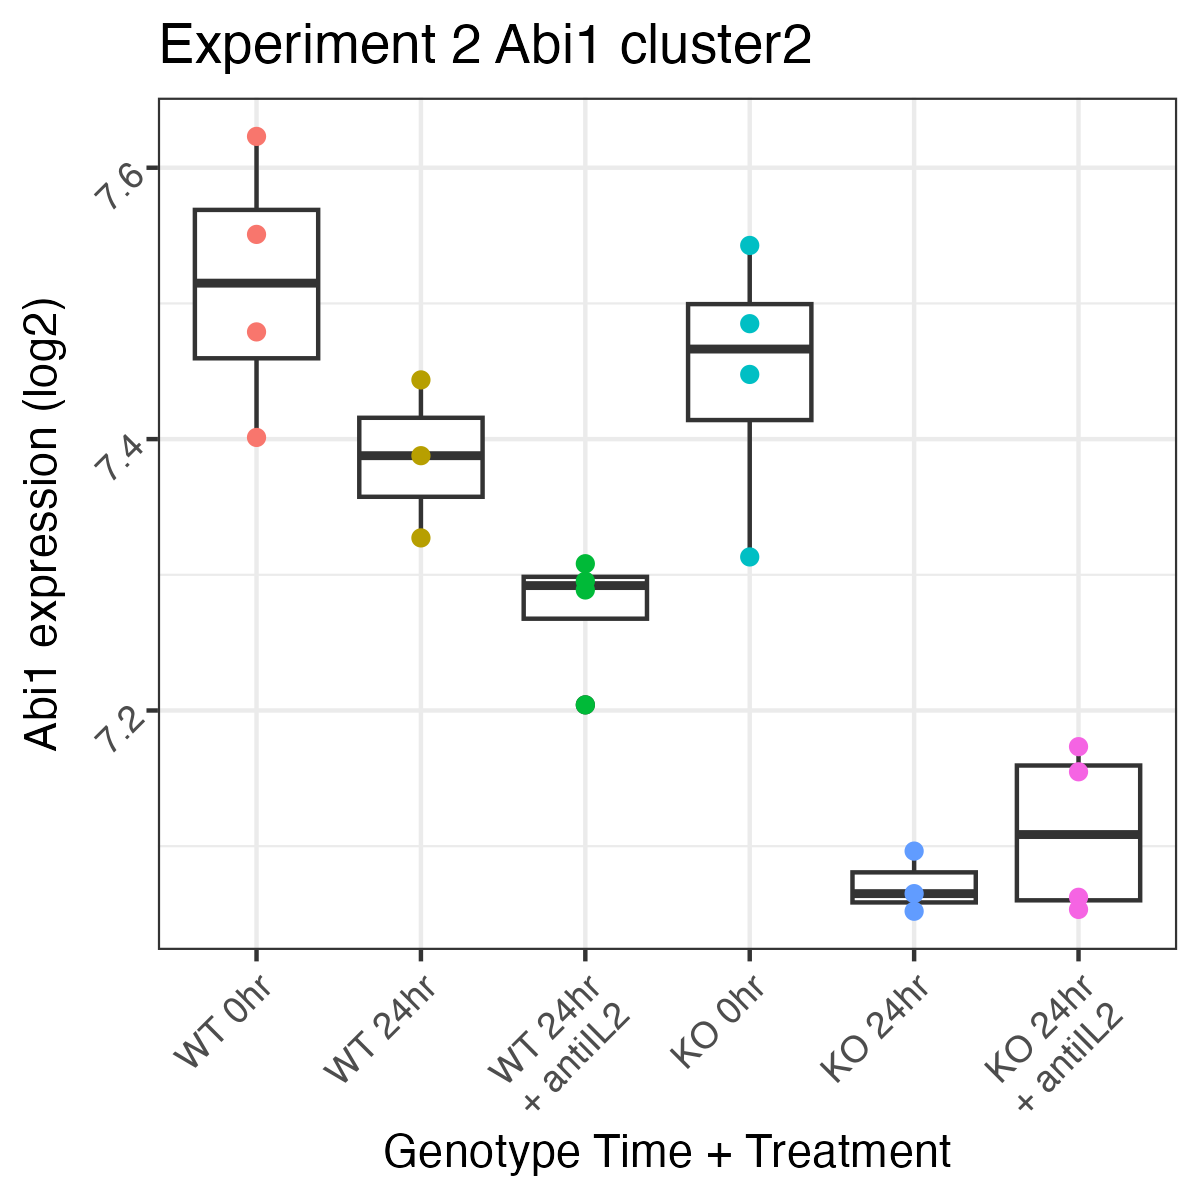 Experiment 2 Abi1 cluster2
Abi1 expression (log2)
7.6
7.4
7.2
WT 0hr
WT 24hr
WT 24hr
+ antiIL2
KO 0hr
KO 24hr
KO 24hr
+ antiIL2
Genotype Time + Treatment